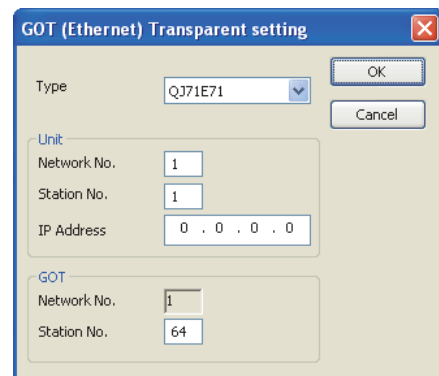 GOT (Ethernet) Transparent setting
OK
Type
QJ71E71
Cancel
Unit
Network No.
1
Station No.
1
IP Address
0 . 0 . 0 . 0
GOT
Network No.
1
Station No.
64